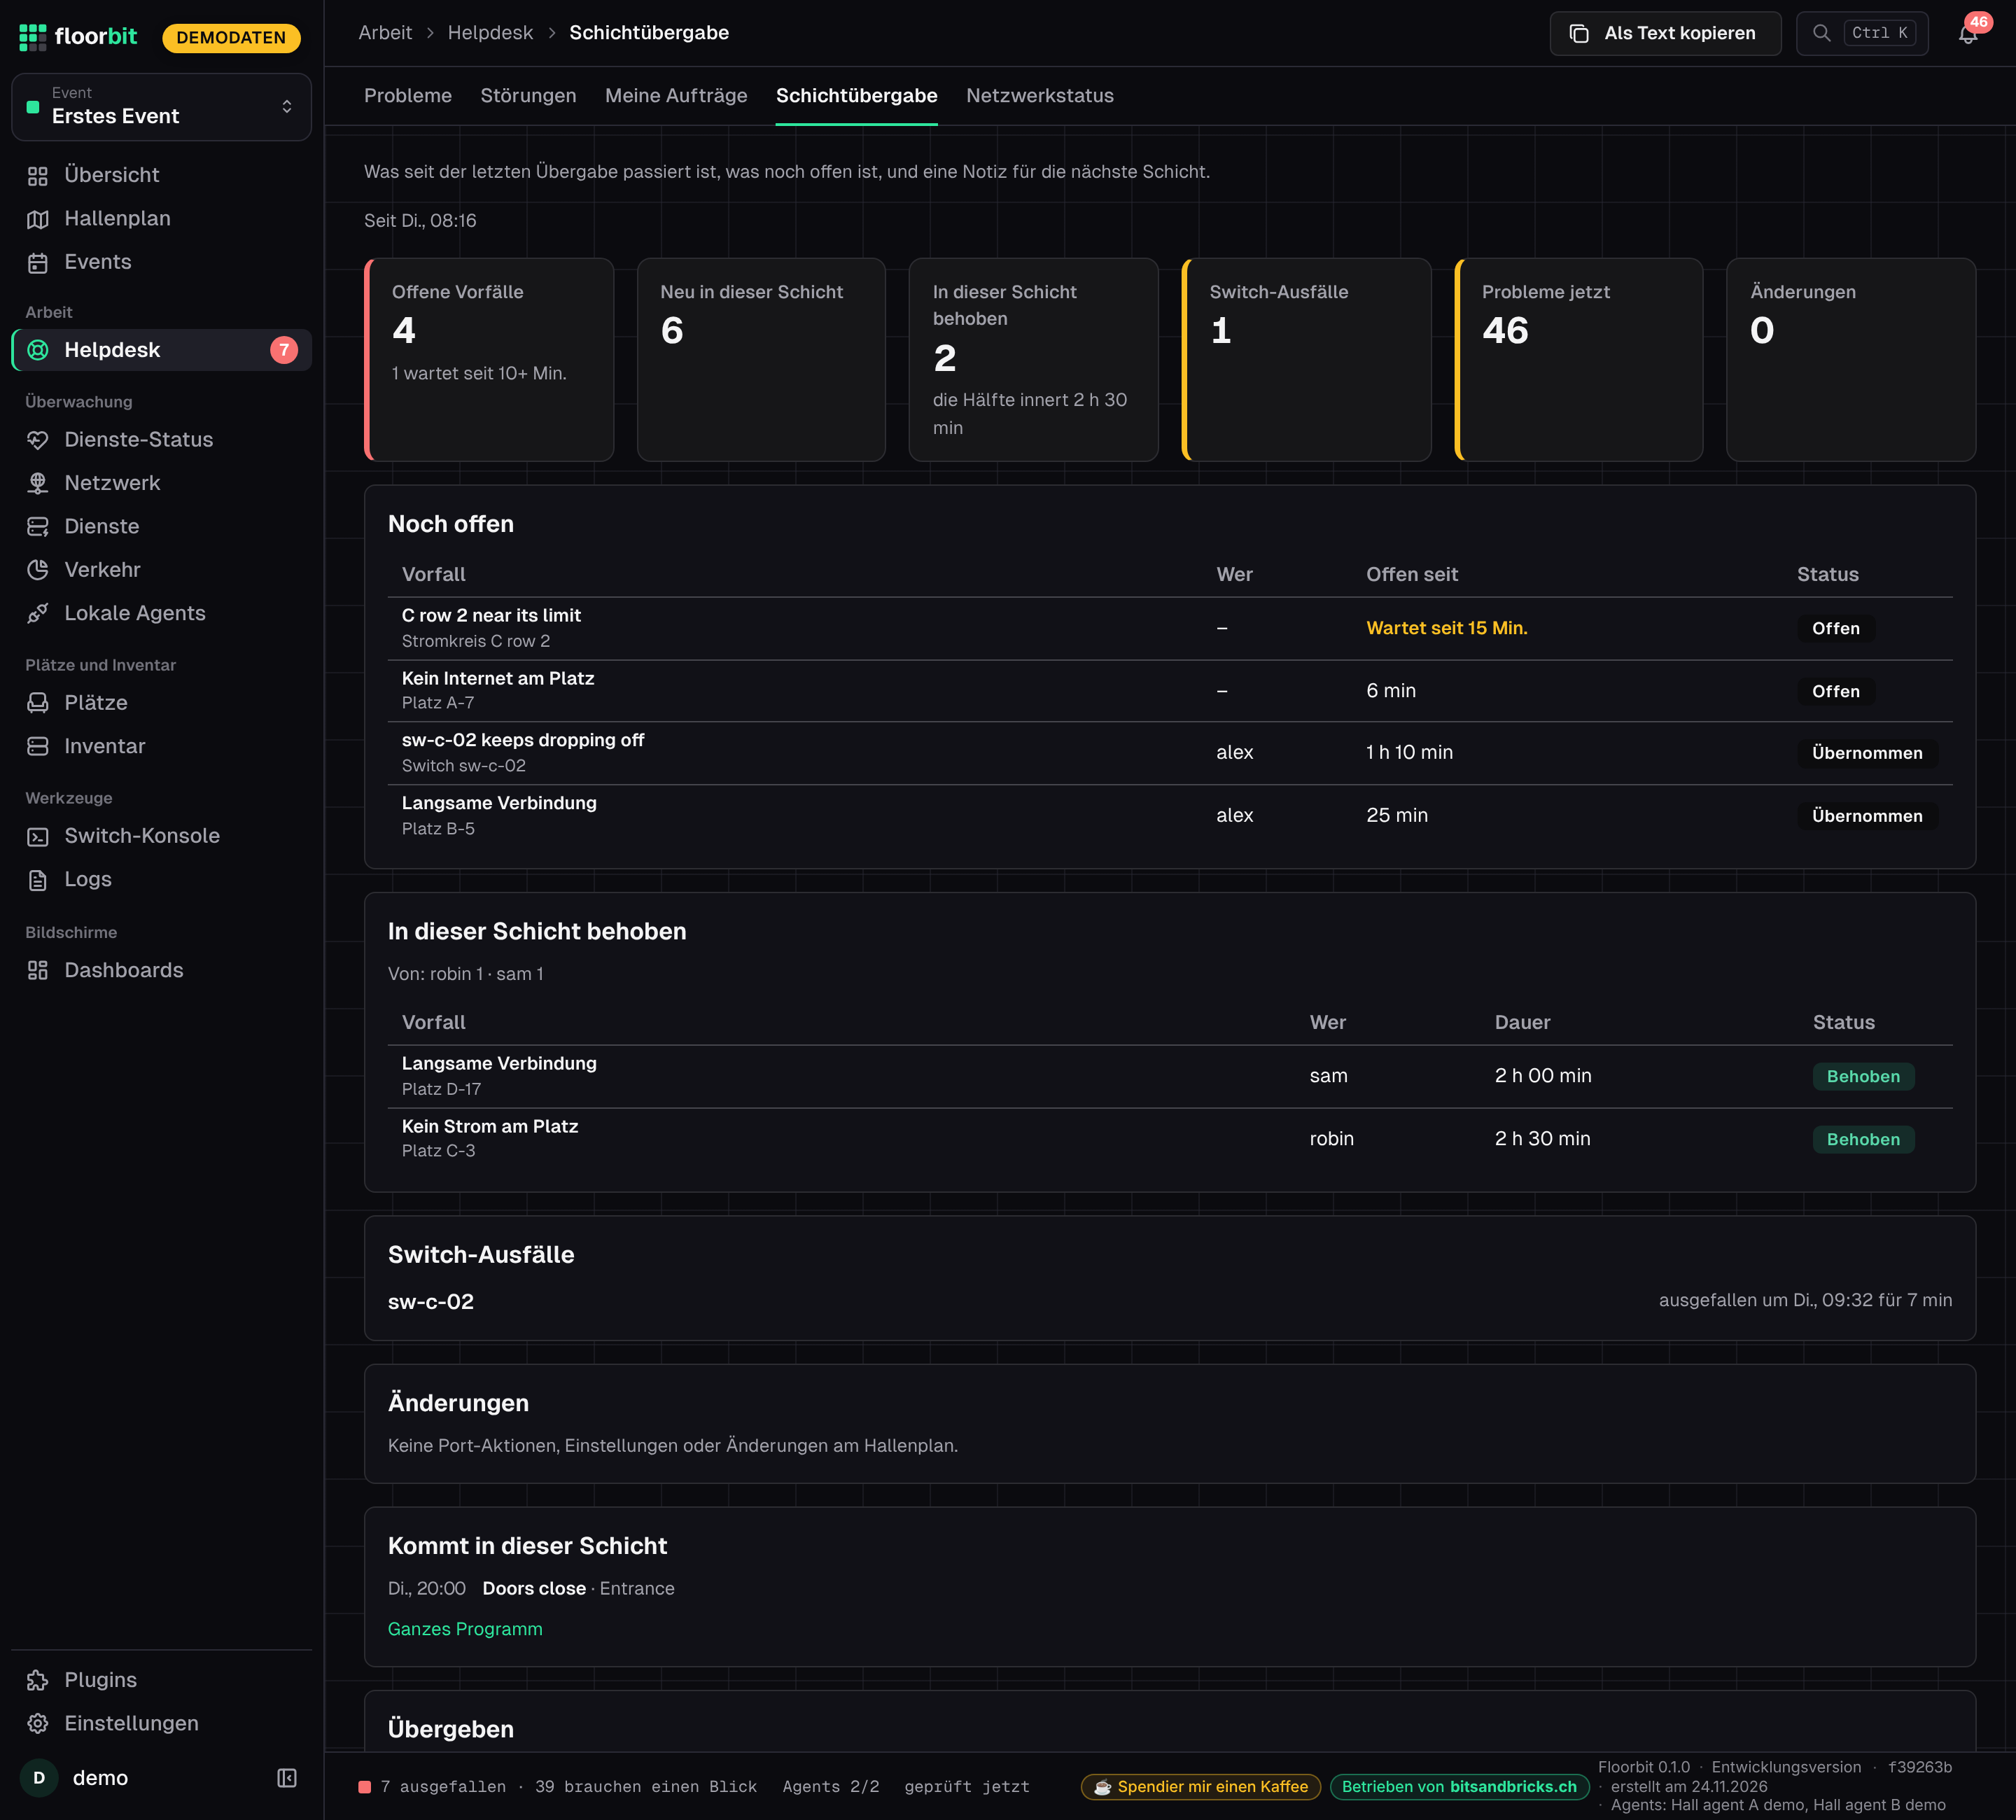 floorbit
DEMODATEN
Event
Erstes Event
Übersicht
Hallenplan
Events
Arbeit
Helpdesk
7
Überwachung
Dienste-Status
Netzwerk
Dienste
Verkehr
Lokale Agents
Plätze und Inventar
Plätze
Inventar
Werkzeuge
Switch-Konsole
Logs
Bildschirme
Dashboards
Plugins
Einstellungen
D
demo
Arbeit > Helpdesk > Schichtübergabe
Als Text kopieren
Ctrl K
46
Probleme Störungen Meine Aufträge Schichtübergabe Netzwerkstatus
Was seit der letzten Übergabe passiert ist, was noch offen ist, und eine Notiz für die nächste Schicht.
Seit Di., 08:16
Offene Vorfälle
4
1 wartet seit 10+ Min.
Neu in dieser Schicht
6
In dieser Schicht
behoben
2
die Hälfte innert 2 h 30
min
Switch-Ausfälle
1
Probleme jetzt
46
Änderungen
0
Noch offen
Vorfall Wer Offen seit Status
C row 2 near its limit
Stromkreis C row 2
– Wartet seit 15 Min. Offen
Kein Internet am Platz
Platz A-7
– 6 min Offen
sw-c-02 keeps dropping off
Switch sw-c-02
alex 1 h 10 min Übernommen
Langsame Verbindung
Platz B-5
alex 25 min Übernommen
In dieser Schicht behoben
Von: robin 1 · sam 1
Vorfall Wer Dauer Status
Langsame Verbindung
Platz D-17
sam 2 h 00 min Behoben
Kein Strom am Platz
Platz C-3
robin 2 h 30 min Behoben
Switch-Ausfälle
sw-c-02 ausgefallen um Di., 09:32 für 7 min
Änderungen
Keine Port-Aktionen, Einstellungen oder Änderungen am Hallenplan.
Kommt in dieser Schicht
Di., 20:00 Doors close · Entrance
Ganzes Programm
Übergeben
7 ausgefallen · 39 brauchen einen Blick Agents 2/2 geprüft jetzt
Spendier mir einen Kaffee
Betrieben von bitsandbricks.ch
Floorbit 0.1.0 · Entwicklungsversion · f39263b
· erstellt am 24.11.2026
· Agents: Hall agent A demo, Hall agent B demo